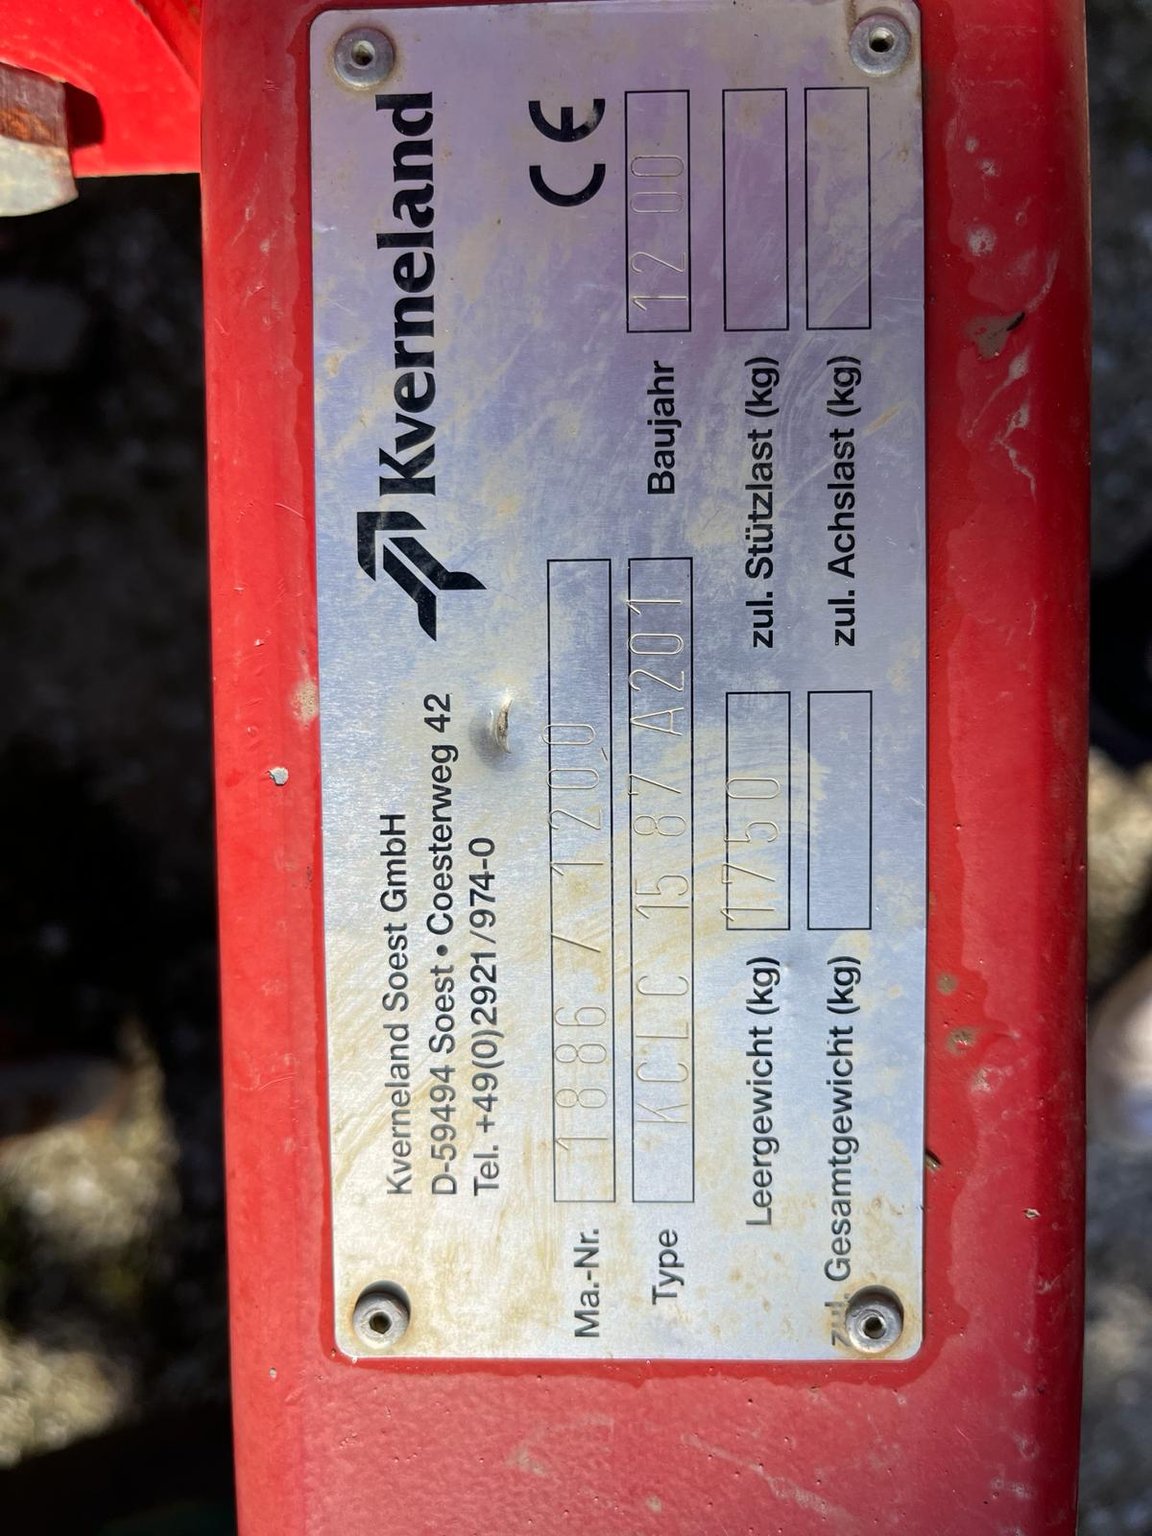 Kverneland Soest GmbH
D-59494 Soest • Coesterweg 42
Tel. +49(0)2921/974-0
Kverneland
CE
Ma.-Nr. 1886 / 1200
Type KCLC 15 87 A201
Baujahr 12 00
Leergewicht (kg) 1750
zul. Stützlast (kg)
zul. Gesamtgewicht (kg)
zul. Achslast (kg)